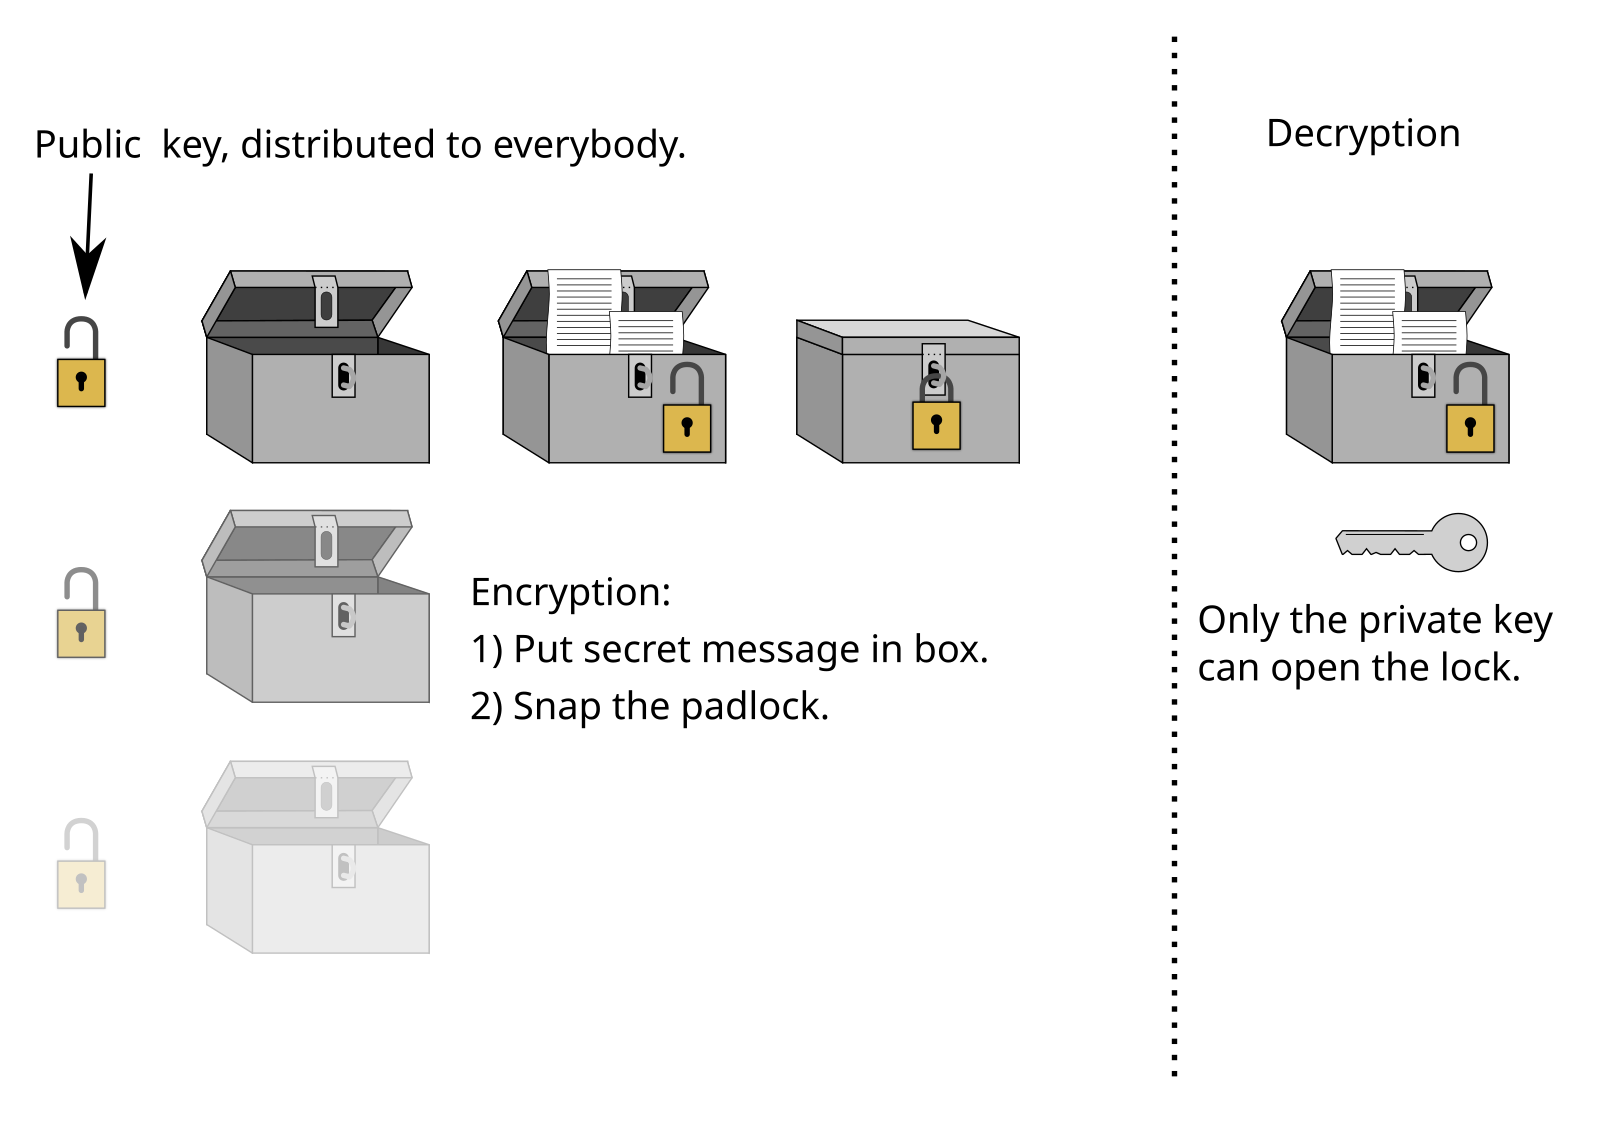 Public  key, distributed to everybody.
Decryption
Encryption:
1) Put secret message in box.
2) Snap the padlock.
Only the private key
can open the lock.